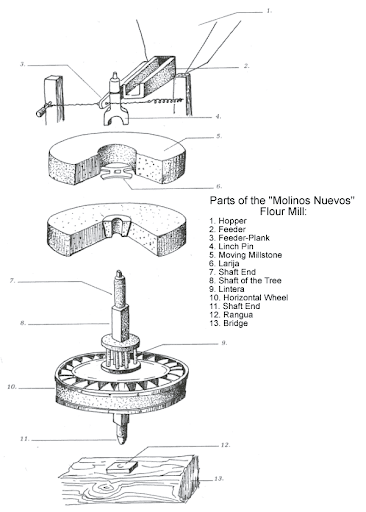 1.
2.
3.
4.
5.
6.
Parts of the "Molinos Nuevos"
Flour Mill:
1. Hopper
2. Feeder
3. Feeder-Plank
4. Linch Pin
5. Moving Millstone
6. Larija
7. Shaft End
8. Shaft of the Tree
9. Lintera
10. Horizontal Wheel
11. Shaft End
12. Rangua
13. Bridge
7.
8.
9.
10.
11.
12.
13.